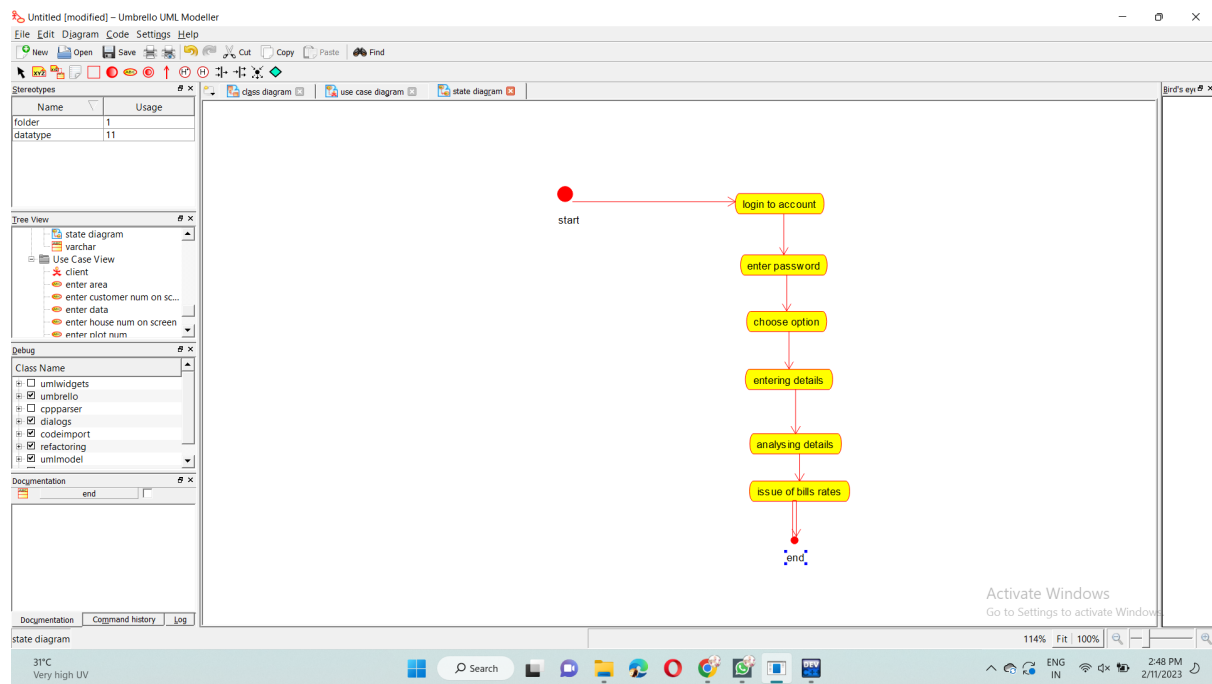 Untitled [modified] – Umbrello UML Modeller
File Edit Diagram Code Settings Help
New Open Save Cut Copy Paste Find
XYZ
Stereotypes
class diagram use case diagram state diagram
Bird's eye
Name Usage
folder 1
datatype 11
Tree View
state diagram
varchar
Use Case View
client
enter area
enter customer num on sc...
enter data
enter house num on screen
enter plot num
Debug
Class Name
umlwidgets
umbrello
cppparser
dialogs
codeimport
refactoring
umlmodel
Documentation
end
Documentation Command history Log
start
login to account
enter password
choose option
entering details
analysing details
issue of bills rates
end
Activate Windows
Go to Settings to activate Windows.
state diagram
114% Fit 100%
31°C
Very high UV
Search
DEV
ENG
IN
2:48 PM
2/11/2023